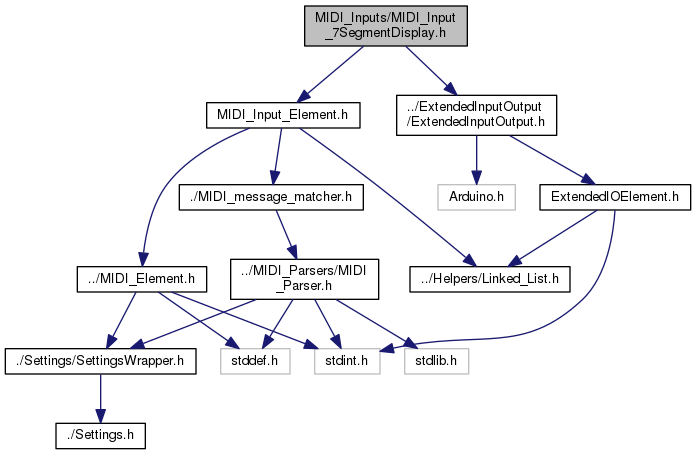 MIDI_Inputs/MIDI_Input
_7SegmentDisplay.h
MIDI_Input_Element.h
../ExtendedInputOutput
/ExtendedInputOutput.h
./MIDI_message_matcher.h
Arduino.h
ExtendedIOElement.h
../MIDI_Element.h
../MIDI_Parsers/MIDI
_Parser.h
../Helpers/Linked_List.h
./Settings/SettingsWrapper.h
stddef.h
stdint.h
stdlib.h
./Settings.h